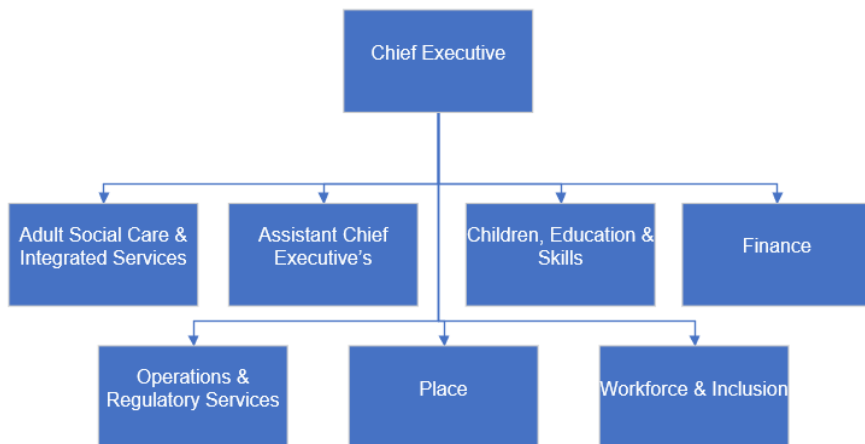 Chief Executive
Adult Social Care &
Integrated Services
Assistant Chief
Executive’s
Children, Education &
Skills
Finance
Operations &
Regulatory Services
Place
Workforce & Inclusion